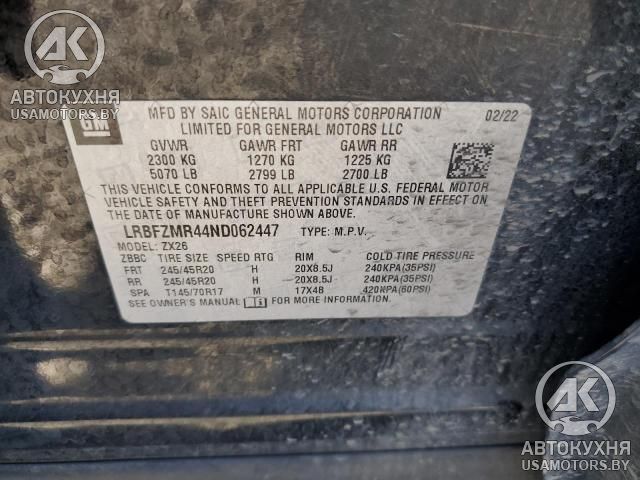 AK
АВТОКУХНЯ
USAMOTORS.BY
GM
MFD BY SAIC GENERAL MOTORS CORPORATION 02/22
LIMITED FOR GENERAL MOTORS LLC
GVWR GAWR FRT GAWR RR
2300 KG 1270 KG 1225 KG
5070 LB 2799 LB 2700 LB
THIS VEHICLE CONFORMS TO ALL APPLICABLE U.S. FEDERAL MOTOR
VEHICLE SAFETY AND THEFT PREVENTION STANDARDS IN EFFECT ON
THE DATE OF MANUFACTURE SHOWN ABOVE.
LRBFZMR44ND062447 TYPE: M.P.V.
MODEL: ZX26
ZBBC TIRE SIZE SPEED RTG RIM COLD TIRE PRESSURE
FRT 245/45R20 H 20X8.5J 240KPA(35PSI)
RR 245/45R20 H 20X8.5J 240KPA(35PSI)
SPA T145/70R17 M 17X4B 420KPA(60PSI)
SEE OWNER'S MANUAL FOR MORE INFORMATION.
AK
АВТОКУХНЯ
USAMOTORS.BY